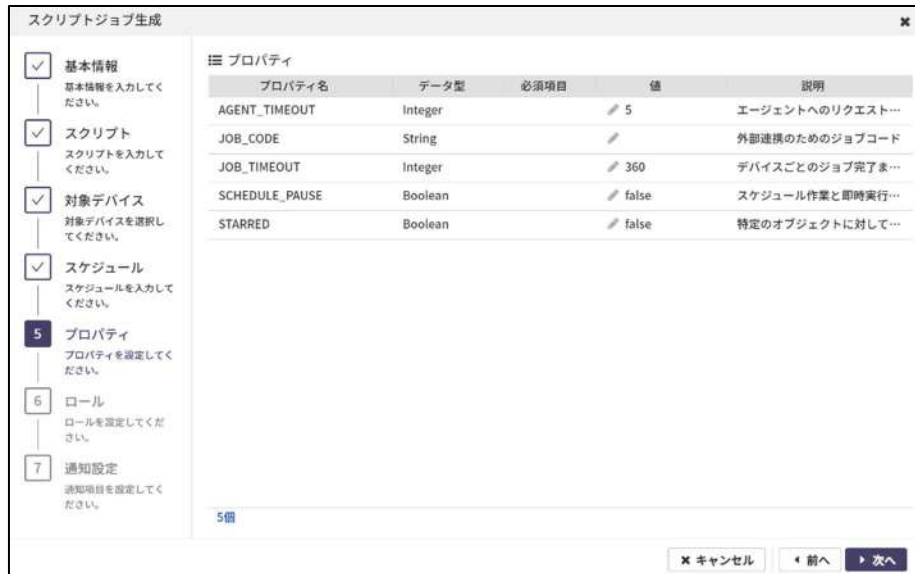 スクリプトジョブ生成
基本情報
基本情報を入力してく
ださい。
スクリプト
スクリプトを入力して
ください。
対象デバイス
対象デバイスを選択し
てください。
スケジュール
スケジュールを入力して
ください。
5 プロパティ
プロパティを設定してく
ださい。
6 ロール
ロールを設定してくだ
さい。
7 通知設定
通知項目を設定してく
ださい。
プロパティ
プロパティ名 データ型 必須項目 値 説明
AGENT_TIMEOUT Integer 5 エージェントへのリクエスト…
JOB_CODE String 外部連携のためのジョブコード
JOB_TIMEOUT Integer 360 デバイスごとのジョブ完了ま…
SCHEDULE_PAUSE Boolean false スケジュール作業と即時実行…
STARRED Boolean false 特定のオブジェクトに対して…
5個
キャンセル 前へ 次へ